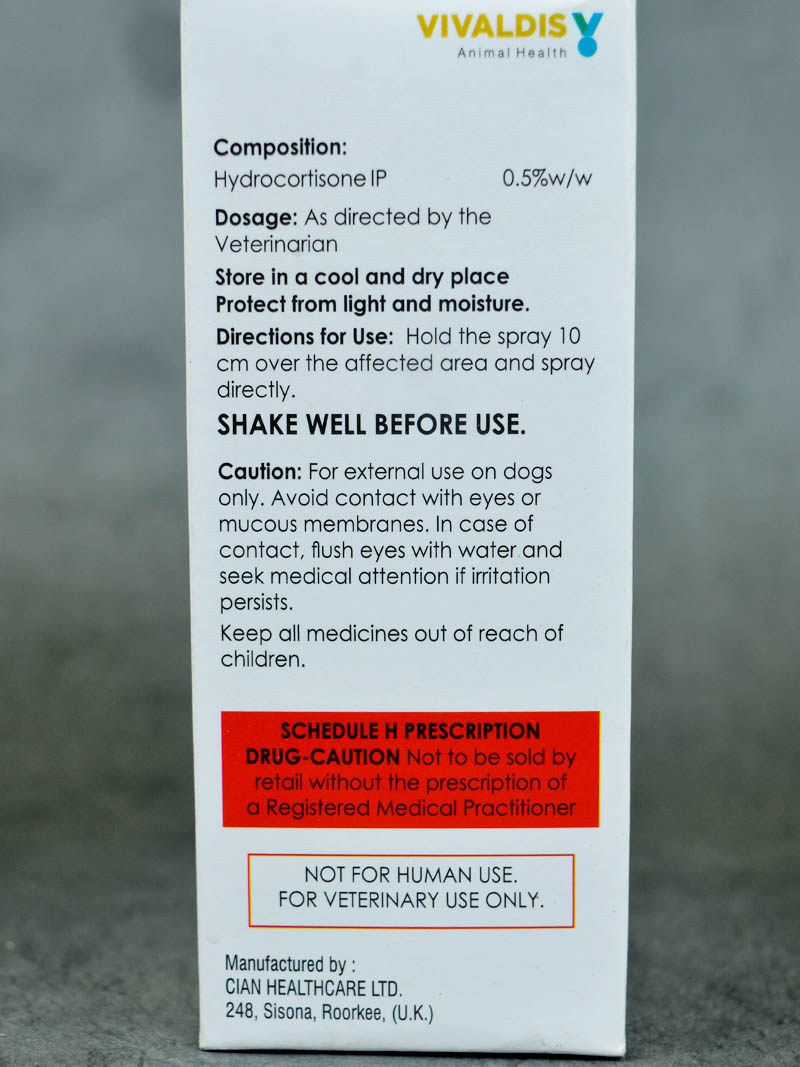 VIVALDIS
Animal Health
Composition:
Hydrocortisone IP 0.5%w/w
Dosage: As directed by the
Veterinarian
Store in a cool and dry place
Protect from light and moisture.
Directions for Use: Hold the spray 10
cm over the affected area and spray
directly.
SHAKE WELL BEFORE USE.
Caution: For external use on dogs
only. Avoid contact with eyes or
mucous membranes. In case of
contact, flush eyes with water and
seek medical attention if irritation
persists.
Keep all medicines out of reach of
children.
SCHEDULE H PRESCRIPTION
DRUG-CAUTION Not to be sold by
retail without the prescription of
a Registered Medical Practitioner
NOT FOR HUMAN USE.
FOR VETERINARY USE ONLY.
Manufactured by :
CIAN HEALTHCARE LTD.
248, Sisona, Roorkee, (U.K.)